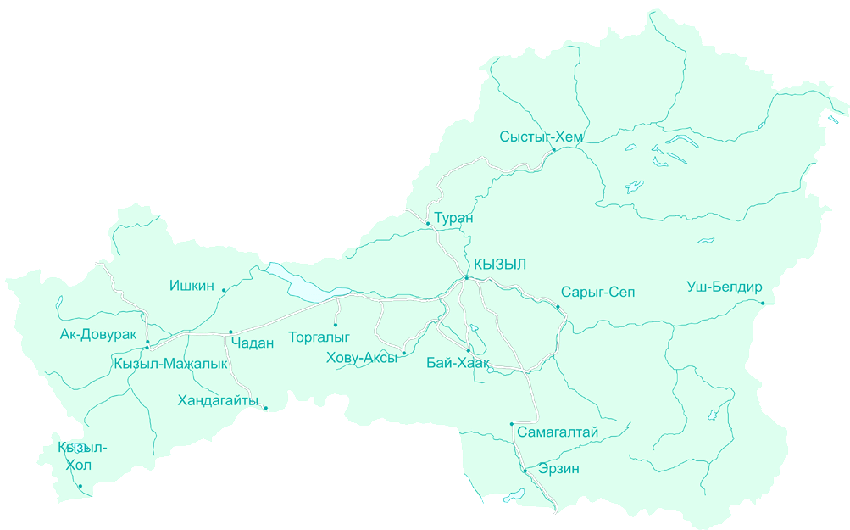 Сыстыг-Хем
Туран
КЫЗЫЛ
Ишкин
Сарыг-Сеп
Уш-Белдир
Ак-Довурак
Чадан
Торгалыг
Хову-Аксы
Бай-Хаак
Кызыл-Мажалык
Хандагайты
Самагалтай
Кызыл-
Хол
Эрзин